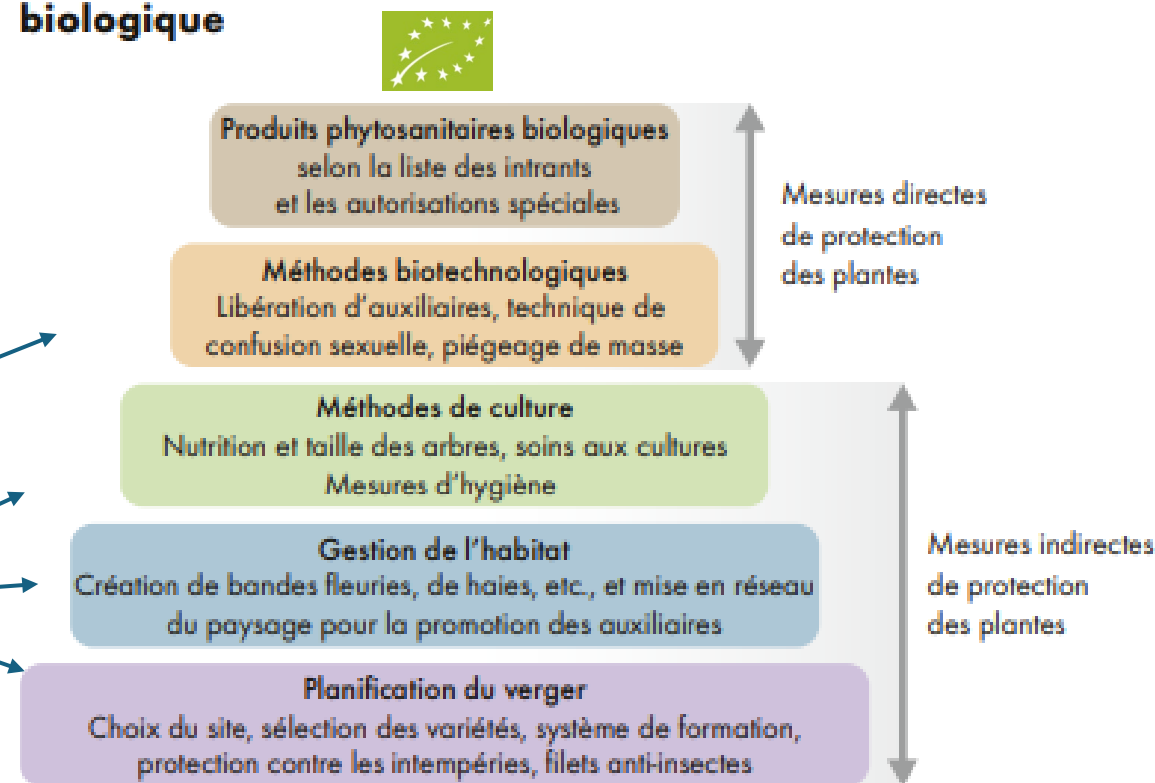 biologique
Produits phytosanitaires biologiques
selon la liste des intrants
et les autorisations spéciales
Mesures directes
de protection
des plantes
Méthodes biotechnologiques
Libération d'auxiliaires, technique de
confusion sexuelle, piégeage de masse
Méthodes de culture
Nutrition et taille des arbres, soins aux cultures
Mesures d'hygiène
Gestion de l'habitat
Création de bandes fleuries, de haies, etc., et mise en réseau
du paysage pour la promotion des auxiliaires
Mesures indirectes
de protection
des plantes
Planification du verger
Choix du site, sélection des variétés, système de formation,
protection contre les intempéries, filets anti-insectes